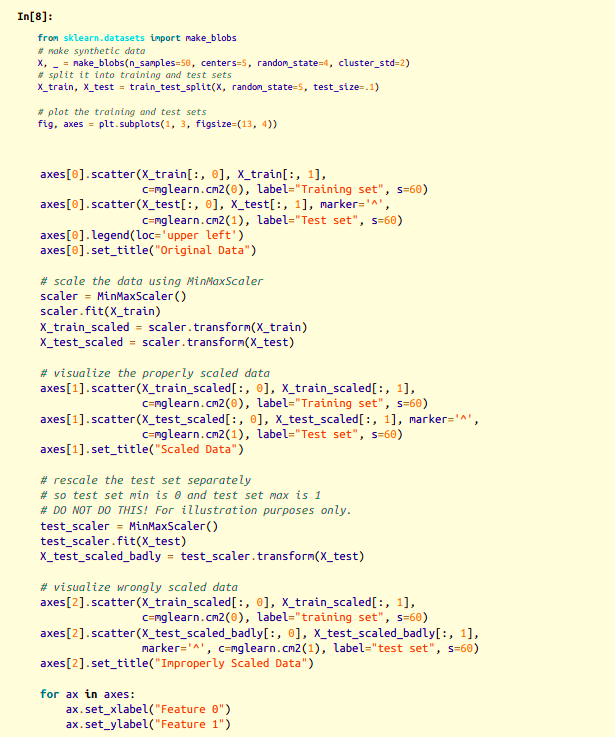 In[8]:
from sklearn.datasets import make_blobs
# make synthetic data
X, _ = make_blobs(n_samples=50, centers=5, random_state=4, cluster_std=2)
# split it into training and test sets
X_train, X_test = train_test_split(X, random_state=5, test_size=.1)

# plot the training and test sets
fig, axes = plt.subplots(1, 3, figsize=(13, 4))

axes[0].scatter(X_train[:, 0], X_train[:, 1],
                c=mglearn.cm2(0), label="Training set", s=60)
axes[0].scatter(X_test[:, 0], X_test[:, 1], marker='^',
                c=mglearn.cm2(1), label="Test set", s=60)
axes[0].legend(loc='upper left')
axes[0].set_title("Original Data")

# scale the data using MinMaxScaler
scaler = MinMaxScaler()
scaler.fit(X_train)
X_train_scaled = scaler.transform(X_train)
X_test_scaled = scaler.transform(X_test)

# visualize the properly scaled data
axes[1].scatter(X_train_scaled[:, 0], X_train_scaled[:, 1],
                c=mglearn.cm2(0), label="Training set", s=60)
axes[1].scatter(X_test_scaled[:, 0], X_test_scaled[:, 1], marker='^',
                c=mglearn.cm2(1), label="Test set", s=60)
axes[1].set_title("Scaled Data")

# rescale the test set separately
# so test set min is 0 and test set max is 1
# DO NOT DO THIS! For illustration purposes only.
test_scaler = MinMaxScaler()
test_scaler.fit(X_test)
X_test_scaled_badly = test_scaler.transform(X_test)

# visualize wrongly scaled data
axes[2].scatter(X_train_scaled[:, 0], X_train_scaled[:, 1],
                c=mglearn.cm2(0), label="training set", s=60)
axes[2].scatter(X_test_scaled_badly[:, 0], X_test_scaled_badly[:, 1],
                marker='^', c=mglearn.cm2(1), label="test set", s=60)
axes[2].set_title("Improperly Scaled Data")

for ax in axes:
    ax.set_xlabel("Feature 0")
    ax.set_ylabel("Feature 1")